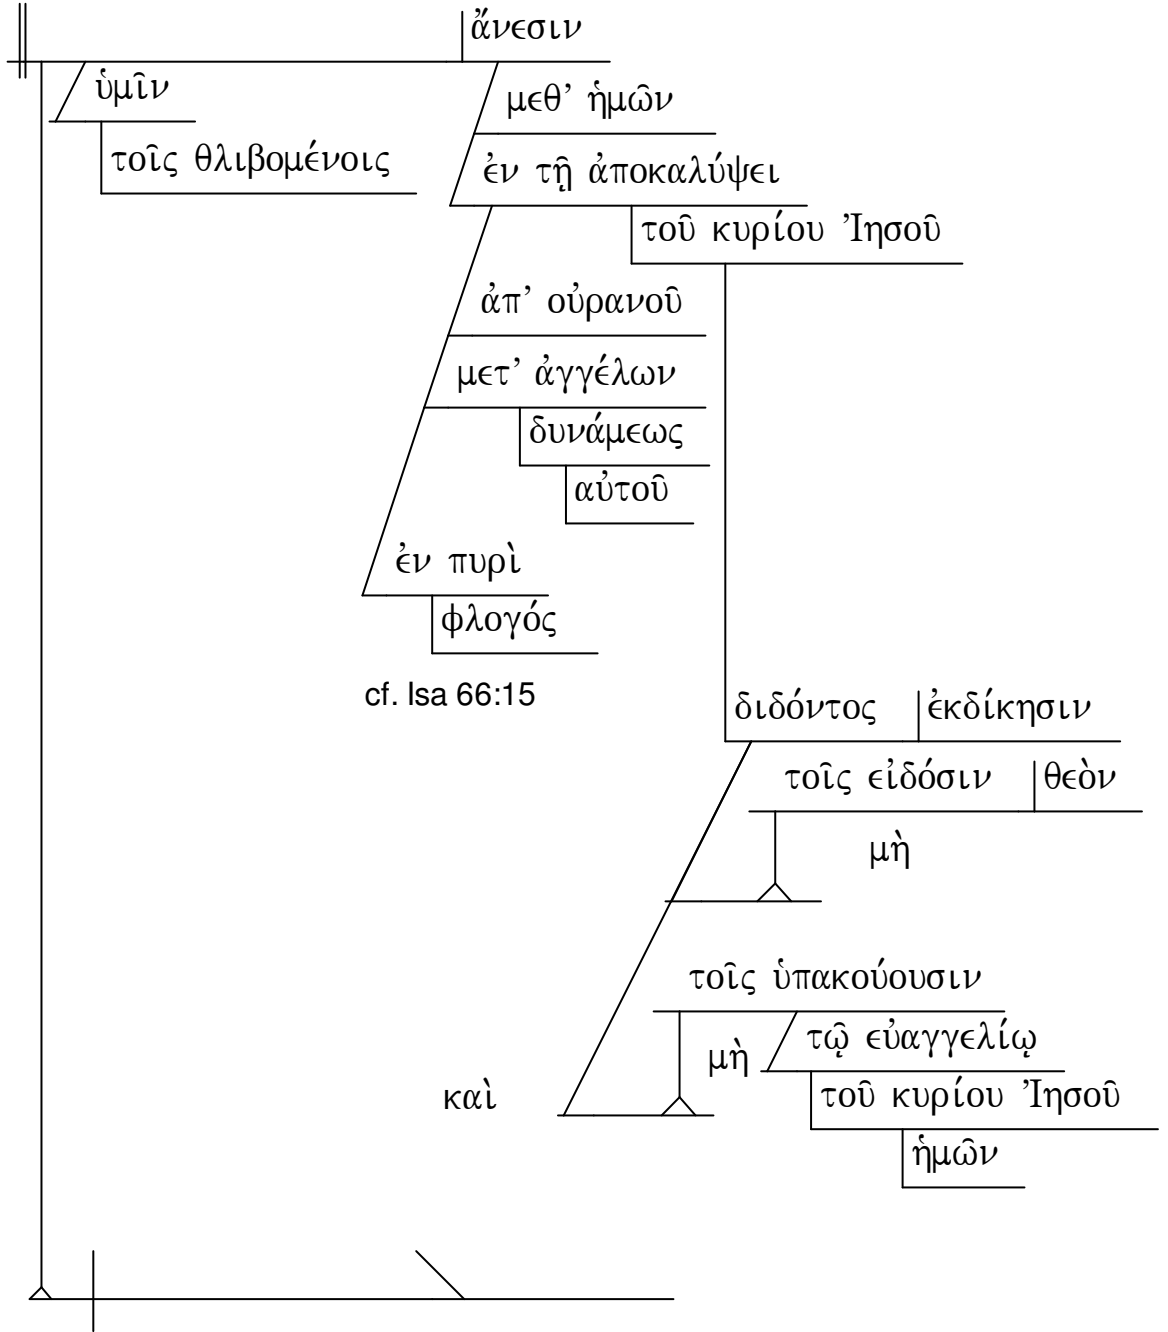 ἄνεσιν
ὑμῖν
μεθ’ ἡμῶν
τοῖς θλιβομένοις
ἐν τῇ ἀποκαλύψει
τοῦ κυρίου Ἰησοῦ
ἀπ’ οὐρανοῦ
μετ’ ἀγγέλων
δυνάμεως
αὐτοῦ
ἐν πυρὶ
φλογός
cf. Isa 66:15
διδόντος ἐκδίκησιν
τοῖς εἰδόσιν θεὸν
μὴ
τοῖς ὑπακούουσιν
μὴ τῷ εὐαγγελίῳ
καὶ τοῦ κυρίου Ἰησοῦ
ἡμῶν